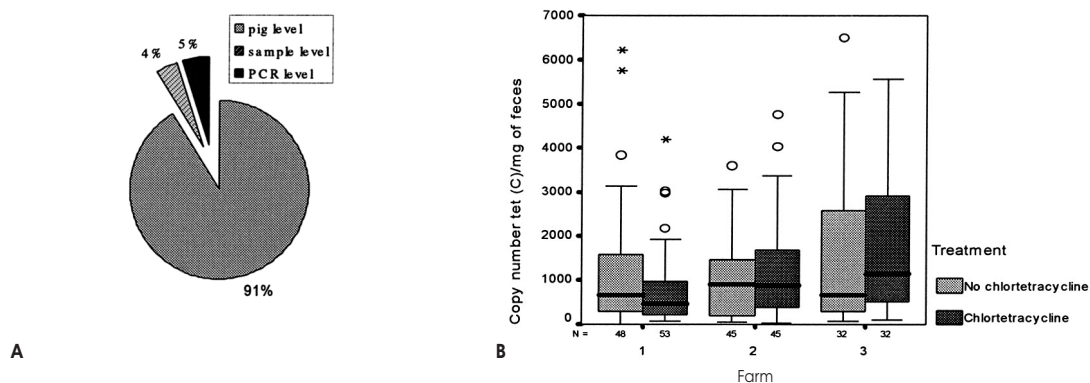 pig level
sample level
PCR level
4%
5%
91%
A
Copy number tet (C)/mg of feces
7000
6000
5000
4000
3000
2000
1000
0
N = 48 53 45 45 32 32
1 2 3
Farm
Treatment
No chlortetracycline
Chlortetracycline
B